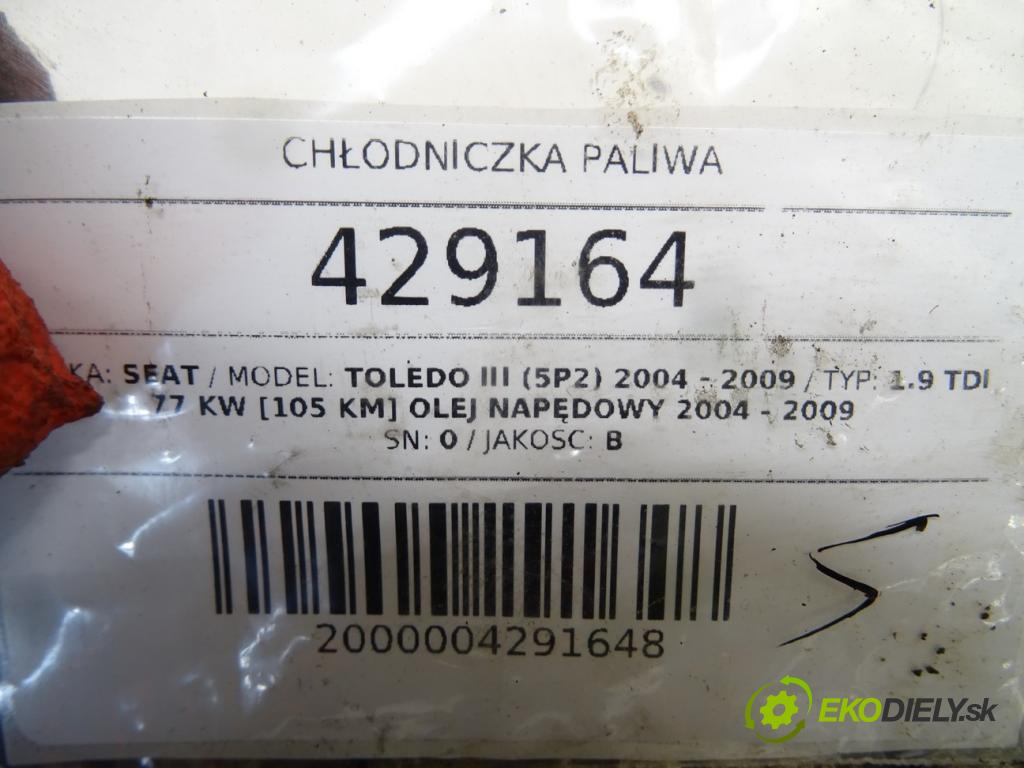 CHŁODNICZKA PALIWA
429164
KA: SEAT / MODEL: TOLEDO III (5P2) 2004 - 2009 / TYP: 1.9 TDI
77 KW [105 KM] OLEJ NAPĘDOWY 2004 - 2009
SN: 0 / JAKOŚĆ: B
2000004291648
EKODIELY.sk